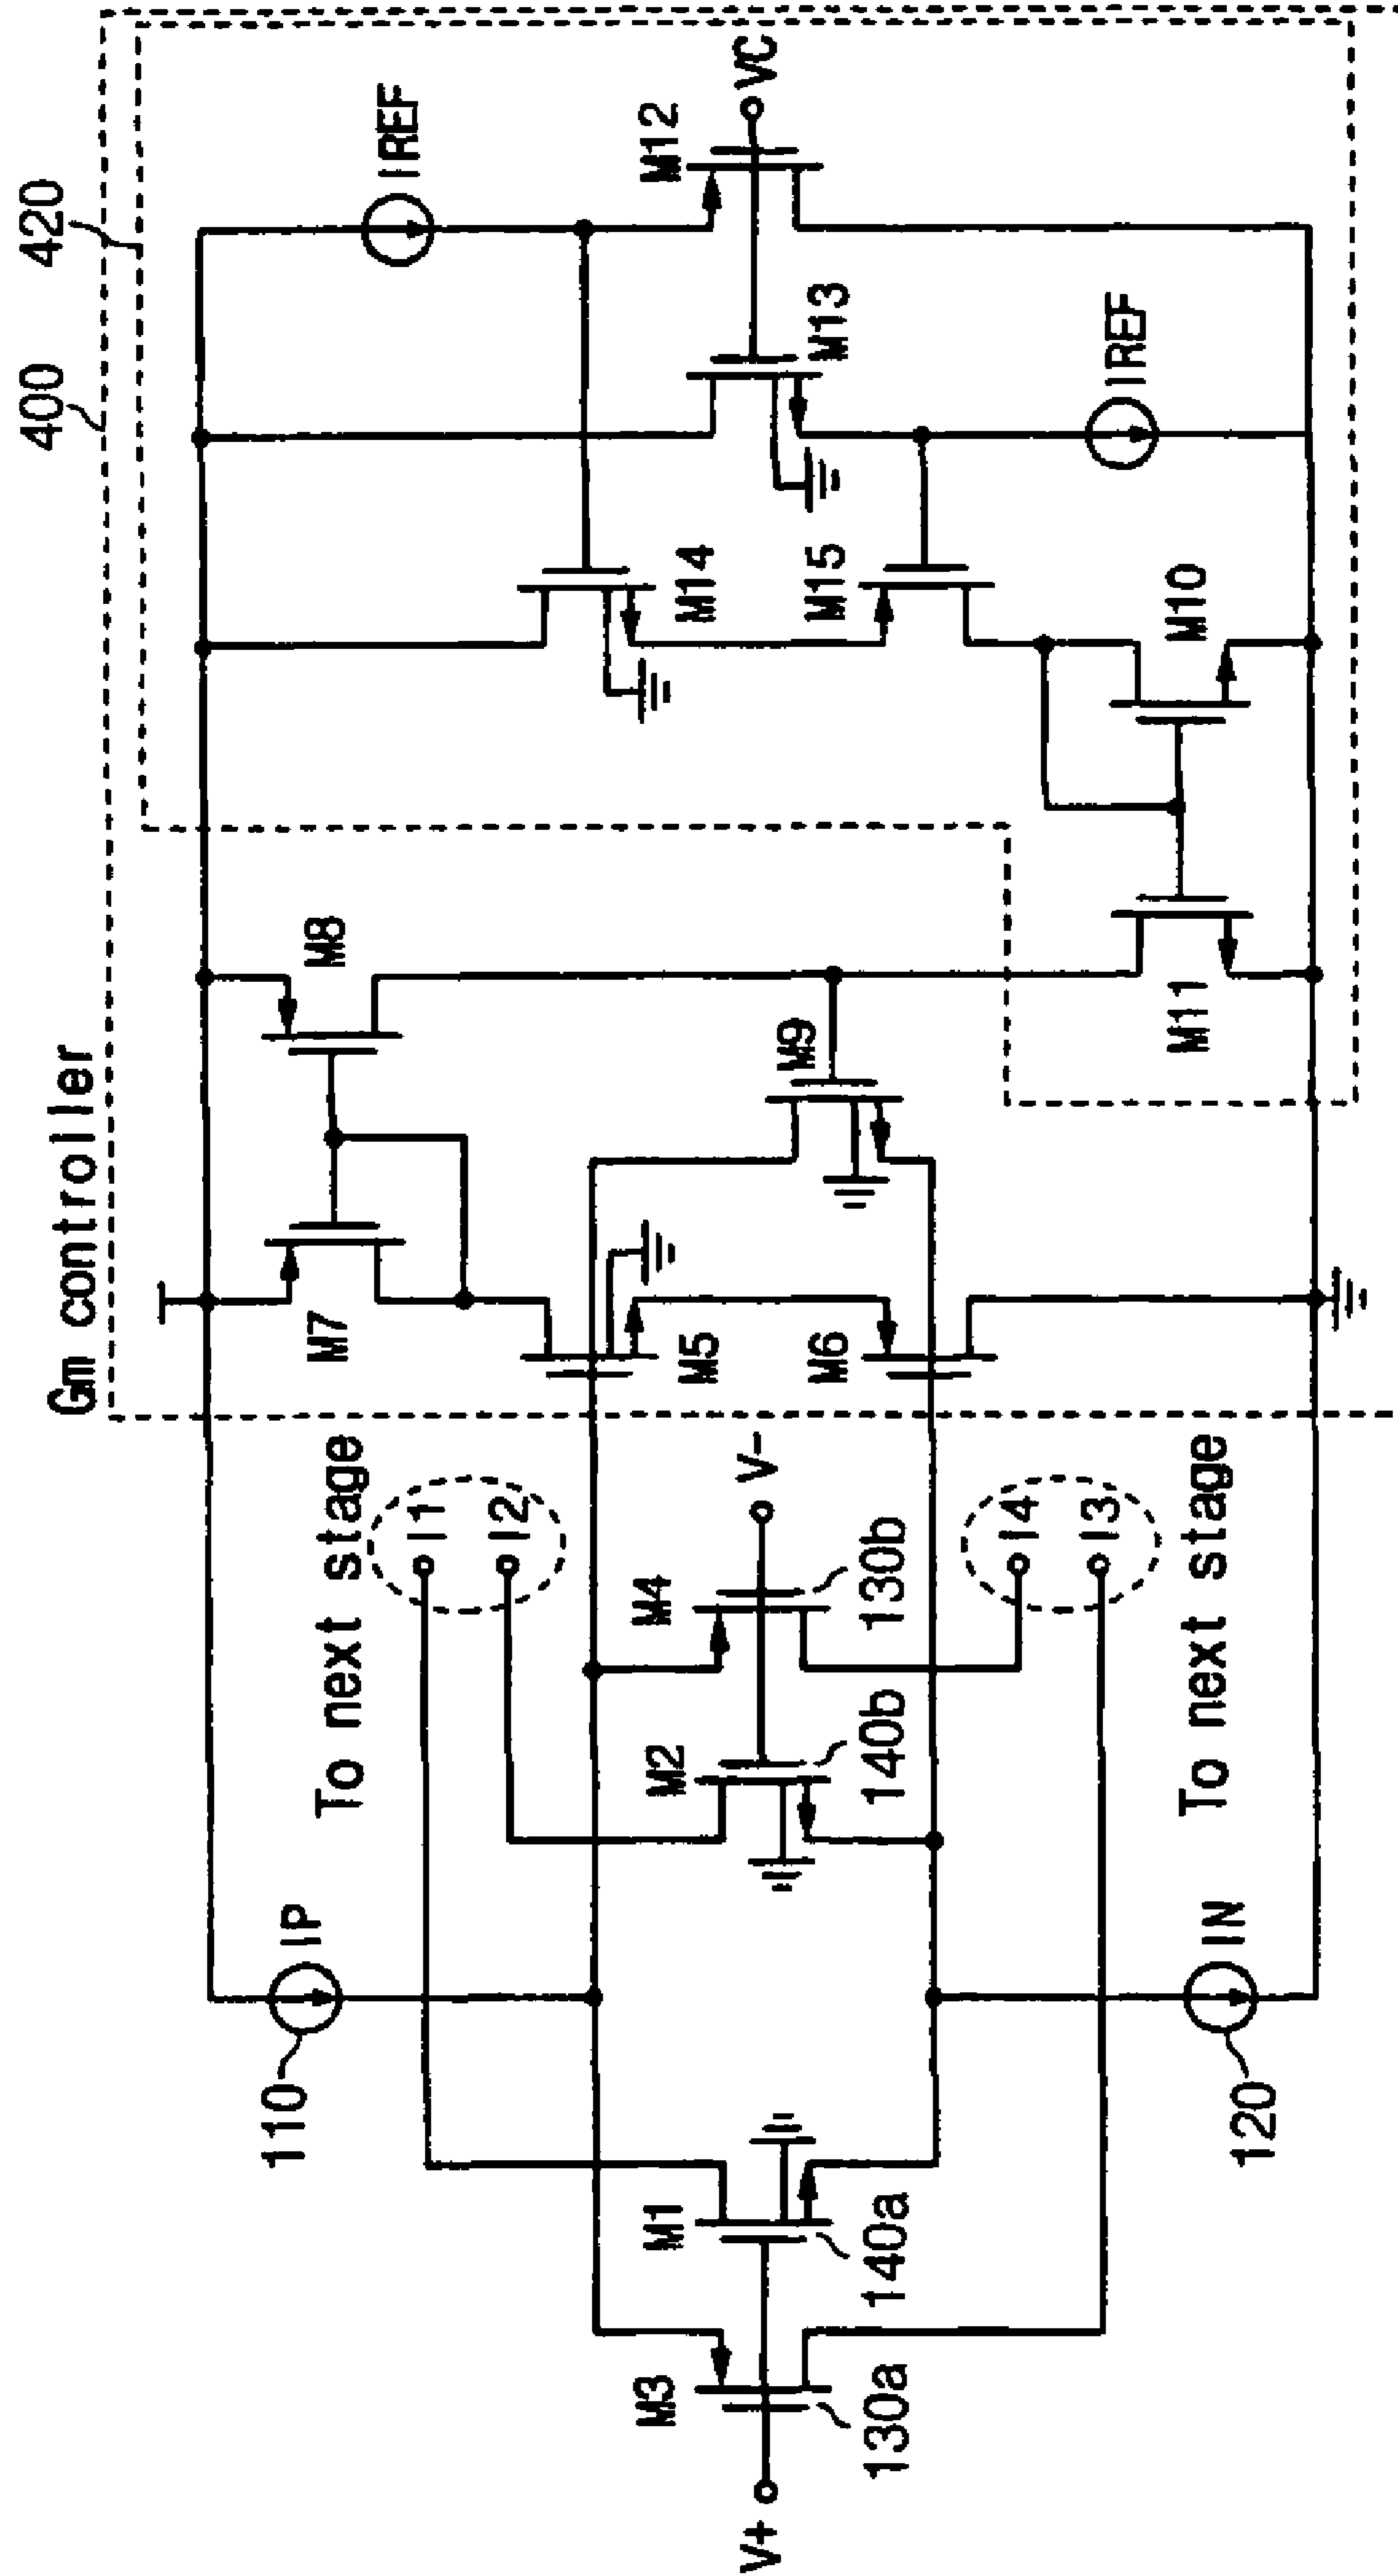 Gm controller
400
420
IREF
M12
VC
M13
IREF
M14
M15
M10
M11
M8
M7
M9
M5
M6
To next stage
I1
I2
V-
M4
130b
M2
140b
I4
I3
To next stage
110
IP
IN
120
M1
140a
M3
130a
V+